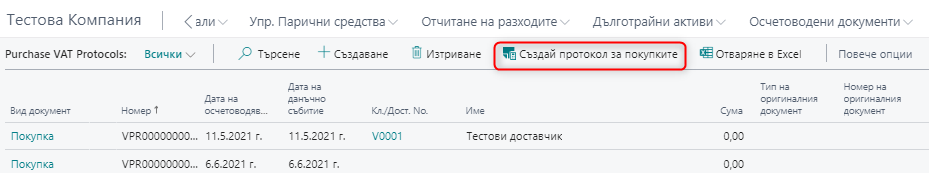 Тестова Компания
али Упр. Парични средства Отчитане на разходите Дълготрайни активи Осчетоводени документи
Purchase VAT Protocols: Всички Търсене Създаване Изтриване Създай протокол за покупките Отваряне в Excel Повече опции
Вид документ Номер ↑ Дата на осчетоводяв... Дата на данъчно събитие Кл./Дост. No. Име Сума Тип на оригиналния документ Номер на оригиналния документ
Покупка VPR00000000... 11.5.2021 г. 11.5.2021 г. V0001 Тестови доставчик 0,00
Покупка VPR00000000... 6.6.2021 г. 6.6.2021 г. 0,00